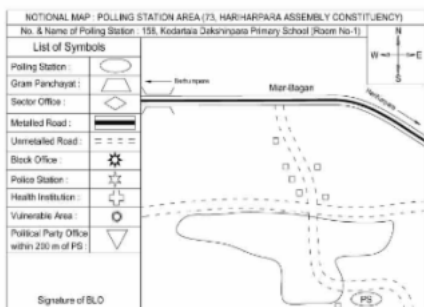 NOTIONAL MAP : POLLING STATION AREA (73, HARIHARPARA ASSEMBLY CONSTITUENCY)
No. & Name of Polling Station : 158, Kedartala Dakshinpara Primary School (Room No-1)
List of Symbols
Polling Station :
Gram Panchayat :
Sector Office :
Metalled Road :
Unmetalled Road :
Block Office :
Police Station :
Health Institution :
Vulnerable Area :
Political Party Office
within 200 m of PS :
Signature of BLO
N
W
E
S
Miar-Bagan
PS